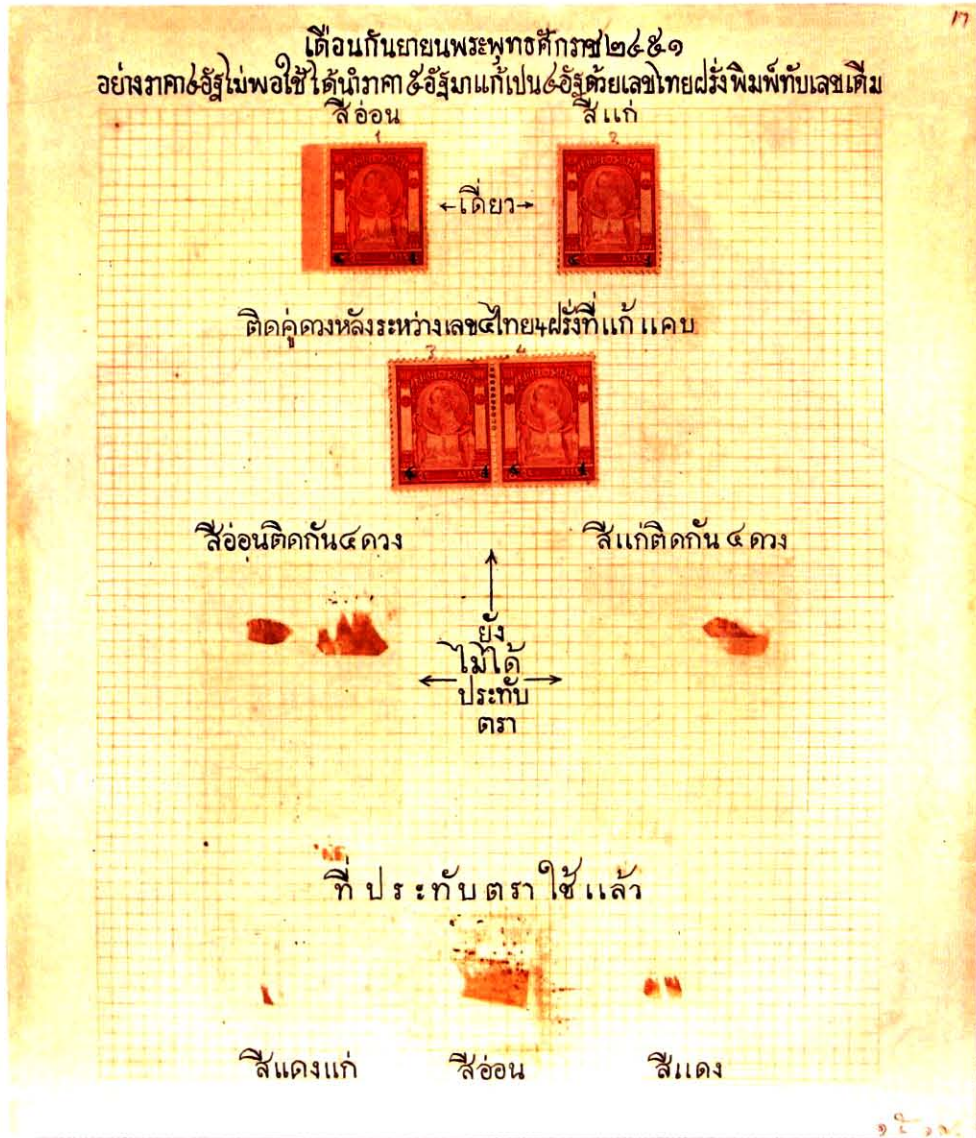 17
เดือนกันยายนพระพุทธศักราช๒๔๕๑
อย่างราคา๔อัฐไม่พอใช้ได้นำราคา๕อัฐมาแก้เปน๔อัฐด้วยเลขไทยฝรั่งพิมพ์ทับเลขเดิม
สีอ่อน สีแก่
1 2
←เดี่ยว→
ติดคู่ดวงหลังระหว่างเลข๔ไทย4ฝรั่งที่แก้ แคบ
3 4
สีอ่อนติดกัน๔ดวง สีแก่ติดกัน ๔ ดวง
ยัง
ไม่ได้
ประทับ
ตรา
ที่ ประทับตราใช้แล้ว
สีแดงแก่ สีอ่อน สีแดง